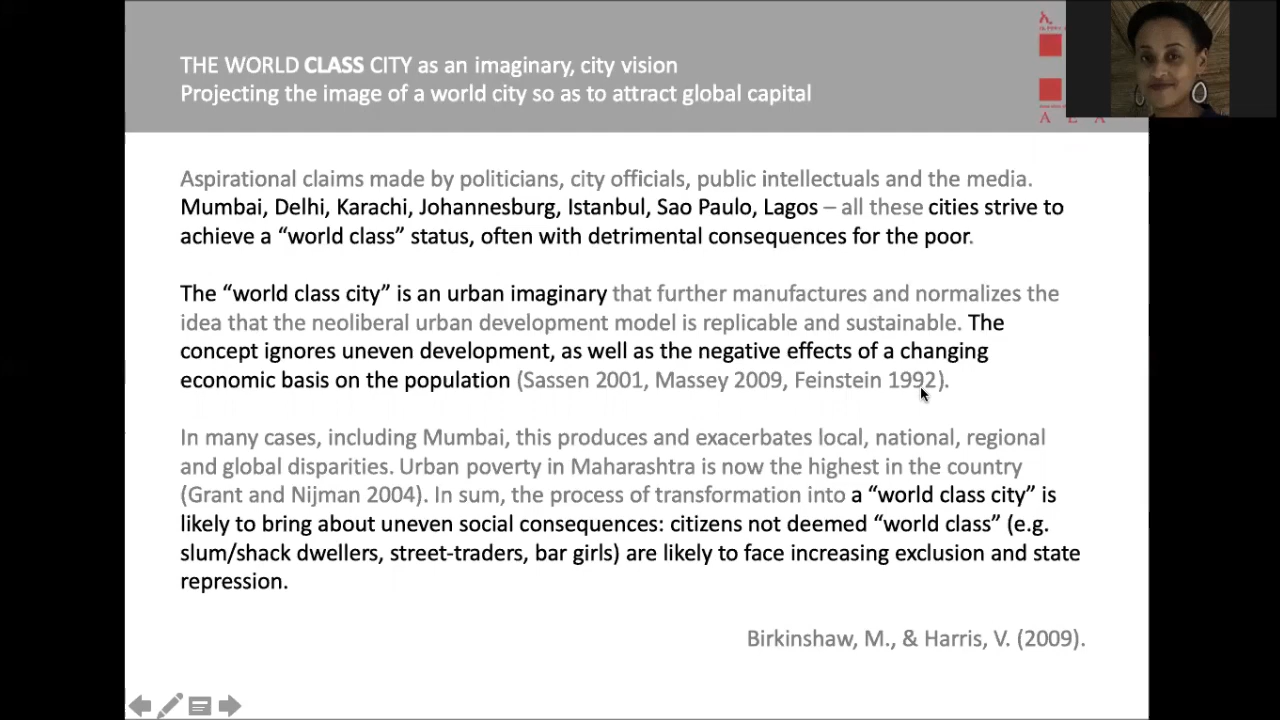 THE WORLD CLASS CITY as an imaginary, city vision
Projecting the image of a world city so as to attract global capital
A E A
Aspirational claims made by politicians, city officials, public intellectuals and the media.
Mumbai, Delhi, Karachi, Johannesburg, Istanbul, Sao Paulo, Lagos – all these cities strive to
achieve a “world class” status, often with detrimental consequences for the poor.
The “world class city” is an urban imaginary that further manufactures and normalizes the
idea that the neoliberal urban development model is replicable and sustainable. The
concept ignores uneven development, as well as the negative effects of a changing
economic basis on the population (Sassen 2001, Massey 2009, Feinstein 1992).
In many cases, including Mumbai, this produces and exacerbates local, national, regional
and global disparities. Urban poverty in Maharashtra is now the highest in the country
(Grant and Nijman 2004). In sum, the process of transformation into a “world class city” is
likely to bring about uneven social consequences: citizens not deemed “world class” (e.g.
slum/shack dwellers, street-traders, bar girls) are likely to face increasing exclusion and state
repression.
Birkinshaw, M., & Harris, V. (2009).